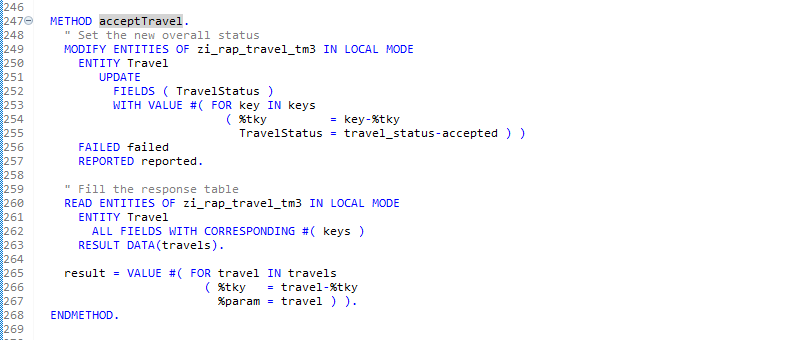 246
247 METHOD acceptTravel.
248 " Set the new overall status
249 MODIFY ENTITIES OF zi_rap_travel_tm3 IN LOCAL MODE
250 ENTITY Travel
251 UPDATE
252 FIELDS ( TravelStatus )
253 WITH VALUE #( FOR key IN keys
254 ( %tky = key-%tky
255 TravelStatus = travel_status-accepted ) )
256 FAILED failed
257 REPORTED reported.
258
259 " Fill the response table
260 READ ENTITIES OF zi_rap_travel_tm3 IN LOCAL MODE
261 ENTITY Travel
262 ALL FIELDS WITH CORRESPONDING #( keys )
263 RESULT DATA(travels).
264
265 result = VALUE #( FOR travel IN travels
266 ( %tky = travel-%tky
267 %param = travel ) ).
268 ENDMETHOD.
269